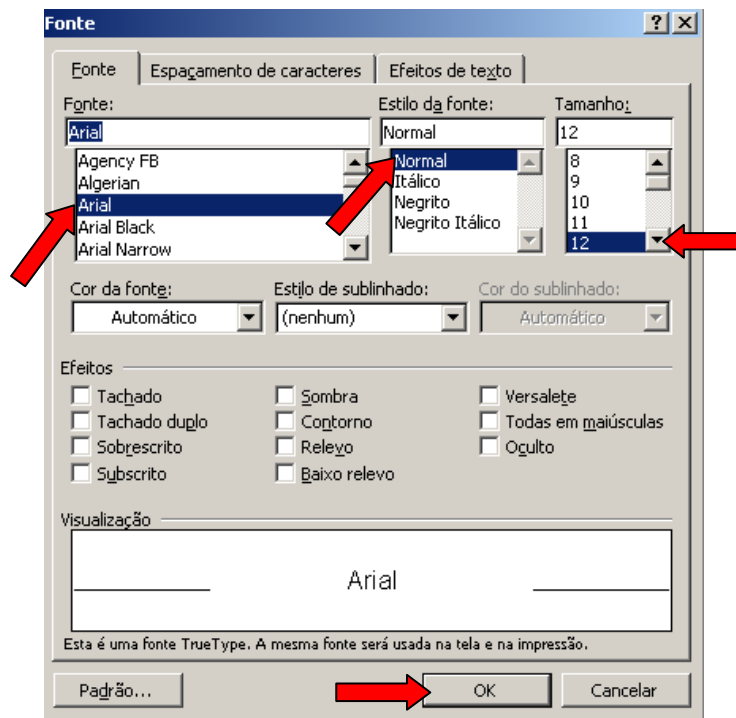 Fonte
Fonte Espaçamento de caracteres Efeitos de texto
Fonte: Estilo da fonte: Tamanho:
Arial Normal 12
Agency FB Normal 8
Algerian Itálico 9
Arial Negrito 10
Arial Black Negrito Itálico 11
Arial Narrow 12
Cor da fonte: Estilo de sublinhado: Cor do sublinhado:
Automático (nenhum) Automático
Efeitos
Tachado Sombra Versalete
Tachado duplo Contorno Todas em maiúsculas
Sobrescrito Relevo Oculto
Subscrito Baixo relevo
Visualização
Arial
Esta é uma fonte TrueType. A mesma fonte será usada na tela e na impressão.
Padrão... OK Cancelar